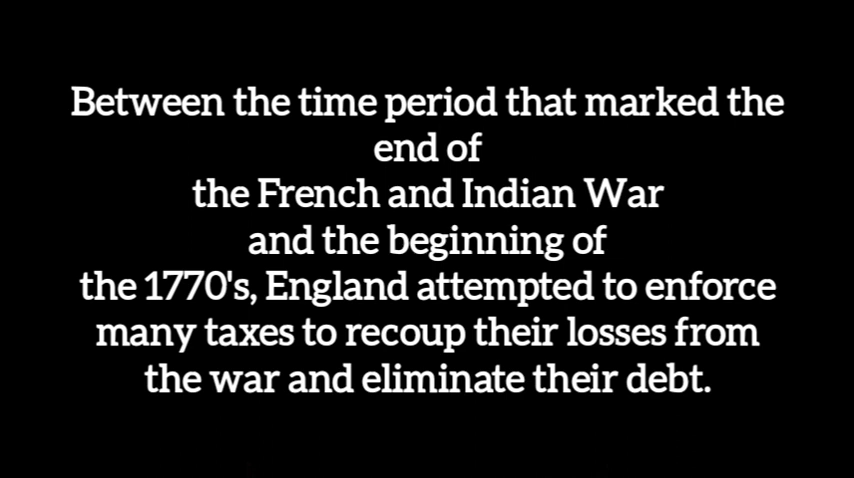 Between the time period that marked the
end of
the French and Indian War
and the beginning of
the 1770's, England attempted to enforce
many taxes to recoup their losses from
the war and eliminate their debt.